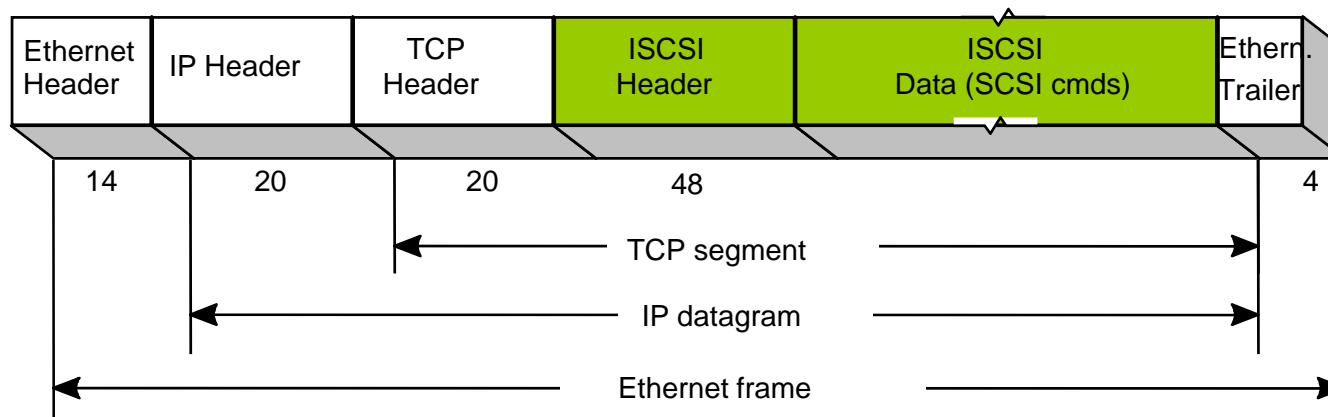 Ethernet
Header
IP Header
TCP
Header
ISCSI
Header
ISCSI
Data (SCSI cmds)
Ethern.
Trailer
14
20
20
48
4
TCP segment
IP datagram
Ethernet frame